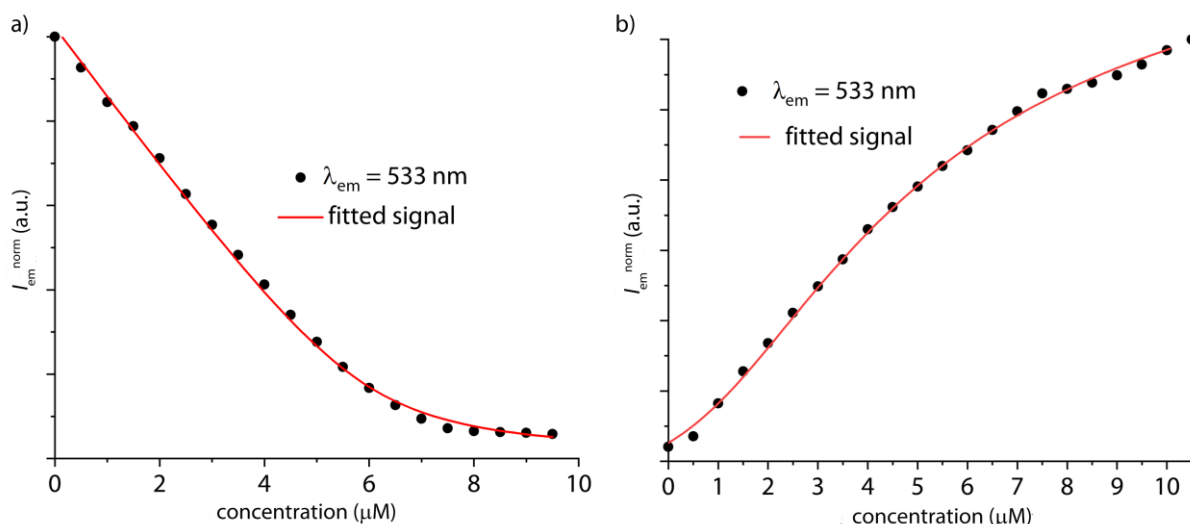 a)
λem = 533 nm
fitted signal
Iemnorm (a.u.)
0 2 4 6 8 10
concentration (μM)
b)
λem = 533 nm
fitted signal
Iemnorm (a.u.)
0 1 2 3 4 5 6 7 8 9 10
concentration (μM)